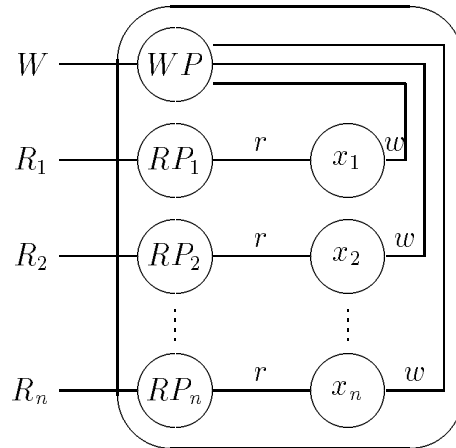 W WP
R₁ RP₁ r x₁ w
R₂ RP₂ r x₂ w
Rₙ RPₙ r xₙ w